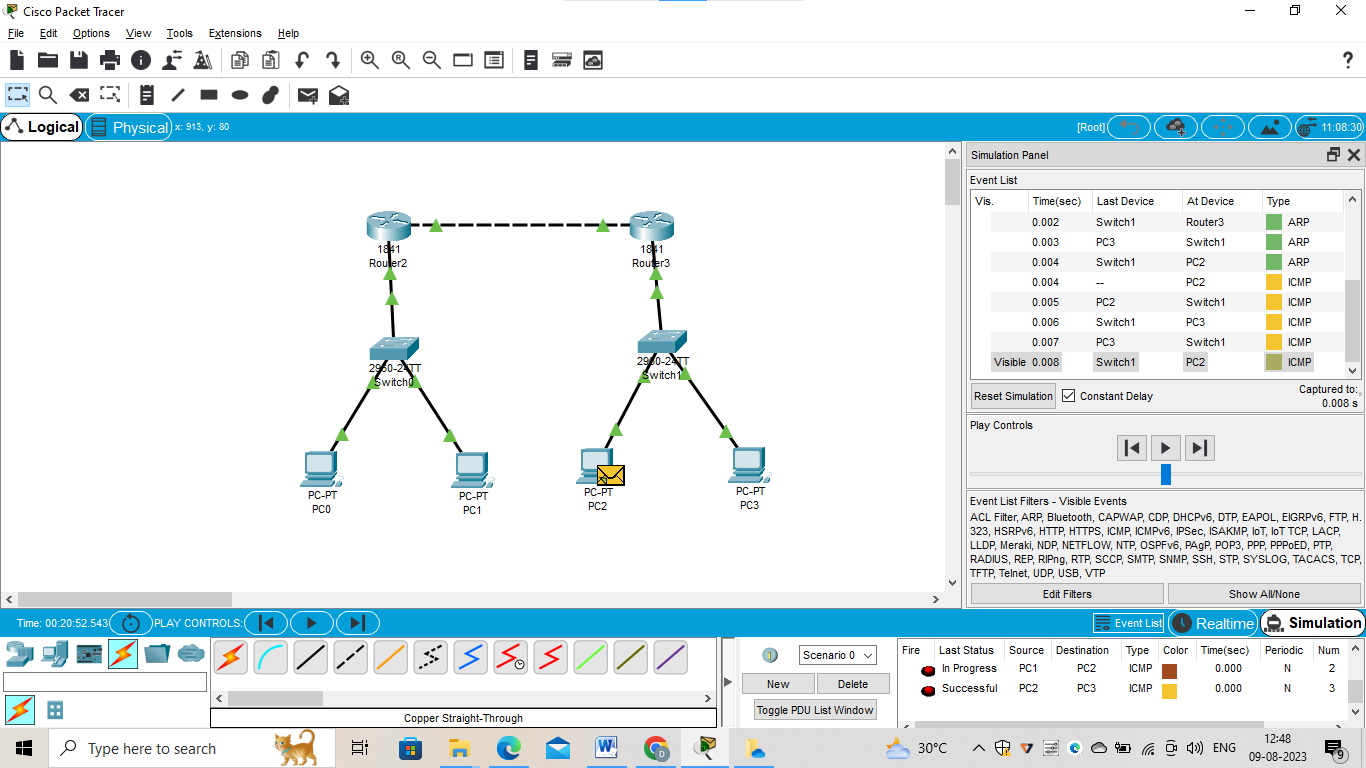 Cisco Packet Tracer
File Edit Options View Tools Extensions Help
Logical Physical x: 913, y: 80 [Root] 11:08:30
1841
Router2
1841
Router3
2960-24TT
Switch0
2960-24TT
Switch1
PC-PT
PC0
PC-PT
PC1
PC-PT
PC2
PC-PT
PC3
Simulation Panel
Event List
Vis. Time(sec) Last Device At Device Type
0.002 Switch1 Router3 ARP
0.003 PC3 Switch1 ARP
0.004 Switch1 PC2 ARP
0.004 -- PC2 ICMP
0.005 PC2 Switch1 ICMP
0.006 Switch1 PC3 ICMP
0.007 PC3 Switch1 ICMP
Visible 0.008 Switch1 PC2 ICMP
Reset Simulation Constant Delay Captured to:
0.008 s
Play Controls
Event List Filters - Visible Events
ACL Filter, ARP, Bluetooth, CAPWAP, CDP, DHCPv6, DTP, EAPOL, EIGRPv6, FTP, H.
323, HSRPv6, HTTP, HTTPS, ICMP, ICMPv6, IPSec, ISAKMP, IoT, IoT TCP, LACP,
LLDP, Meraki, NDP, NETFLOW, NTP, OSPFv6, PAgP, POP3, PPP, PPPoED, PTP,
RADIUS, REP, RIPng, RTP, SCCP, SMTP, SNMP, SSH, STP, SYSLOG, TACACS, TCP,
TFTP, Telnet, UDP, USB, VTP
Edit Filters Show All/None
Time: 00:20:52.543 PLAY CONTROLS: Event List Realtime Simulation
Copper Straight-Through
Scenario 0
New Delete
Toggle PDU List Window
Fire Last Status Source Destination Type Color Time(sec) Periodic Num
In Progress PC1 PC2 ICMP 0.000 N 2
Successful PC2 PC3 ICMP 0.000 N 3
Type here to search 30°C ENG 12:48
09-08-2023 9